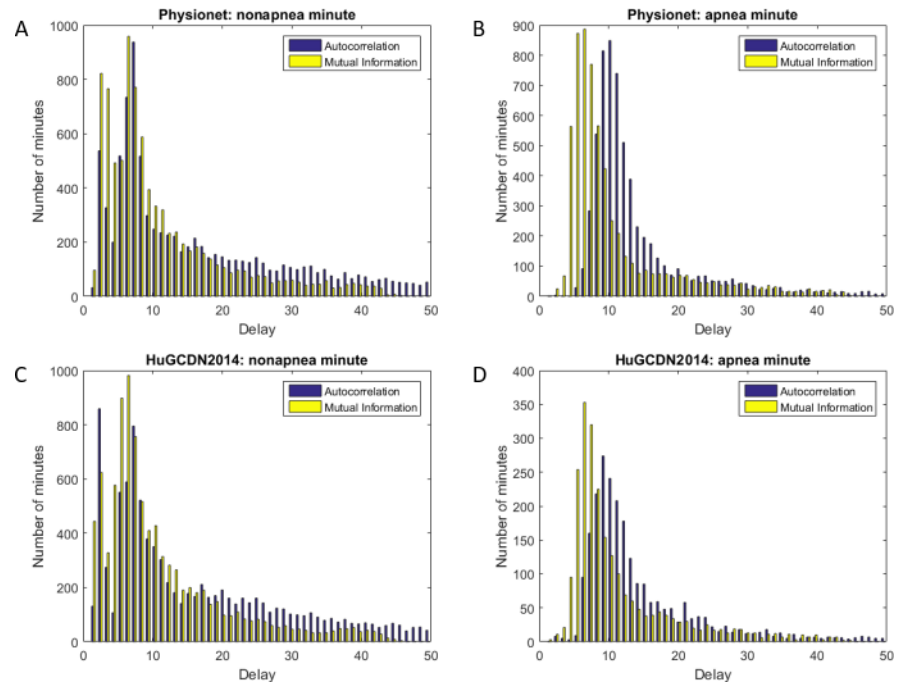 A
Physionet: nonapnea minute
1000
800
600
400
200
0
Number of minutes
Autocorrelation
Mutual Information
0 10 20 30 40 50
Delay
B
Physionet: apnea minute
900
800
700
600
500
400
300
200
100
0
Number of minutes
Autocorrelation
Mutual Information
0 10 20 30 40 50
Delay
C
HuGCDN2014: nonapnea minute
1000
800
600
400
200
0
Number of minutes
Autocorrelation
Mutual Information
0 10 20 30 40 50
Delay
D
HuGCDN2014: apnea minute
400
350
300
250
200
150
100
50
0
Number of minutes
Autocorrelation
Mutual Information
0 10 20 30 40 50
Delay